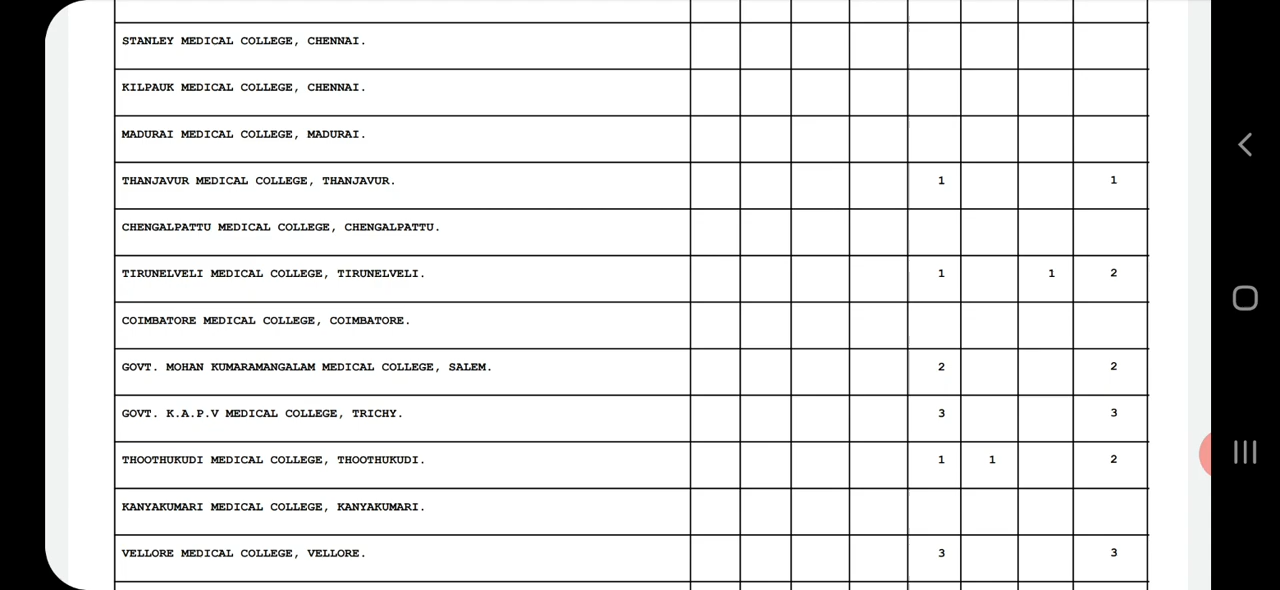 STANLEY MEDICAL COLLEGE, CHENNAI.
KILPAUK MEDICAL COLLEGE, CHENNAI.
MADURAI MEDICAL COLLEGE, MADURAI.
THANJAVUR MEDICAL COLLEGE, THANJAVUR. 1 1
CHENGALPATTU MEDICAL COLLEGE, CHENGALPATTU.
TIRUNELVELI MEDICAL COLLEGE, TIRUNELVELI. 1 1 2
COIMBATORE MEDICAL COLLEGE, COIMBATORE.
GOVT. MOHAN KUMARAMANGALAM MEDICAL COLLEGE, SALEM. 2 2
GOVT. K.A.P.V MEDICAL COLLEGE, TRICHY. 3 3
THOOTHUKUDI MEDICAL COLLEGE, THOOTHUKUDI. 1 1 2
KANYAKUMARI MEDICAL COLLEGE, KANYAKUMARI.
VELLORE MEDICAL COLLEGE, VELLORE. 3 3